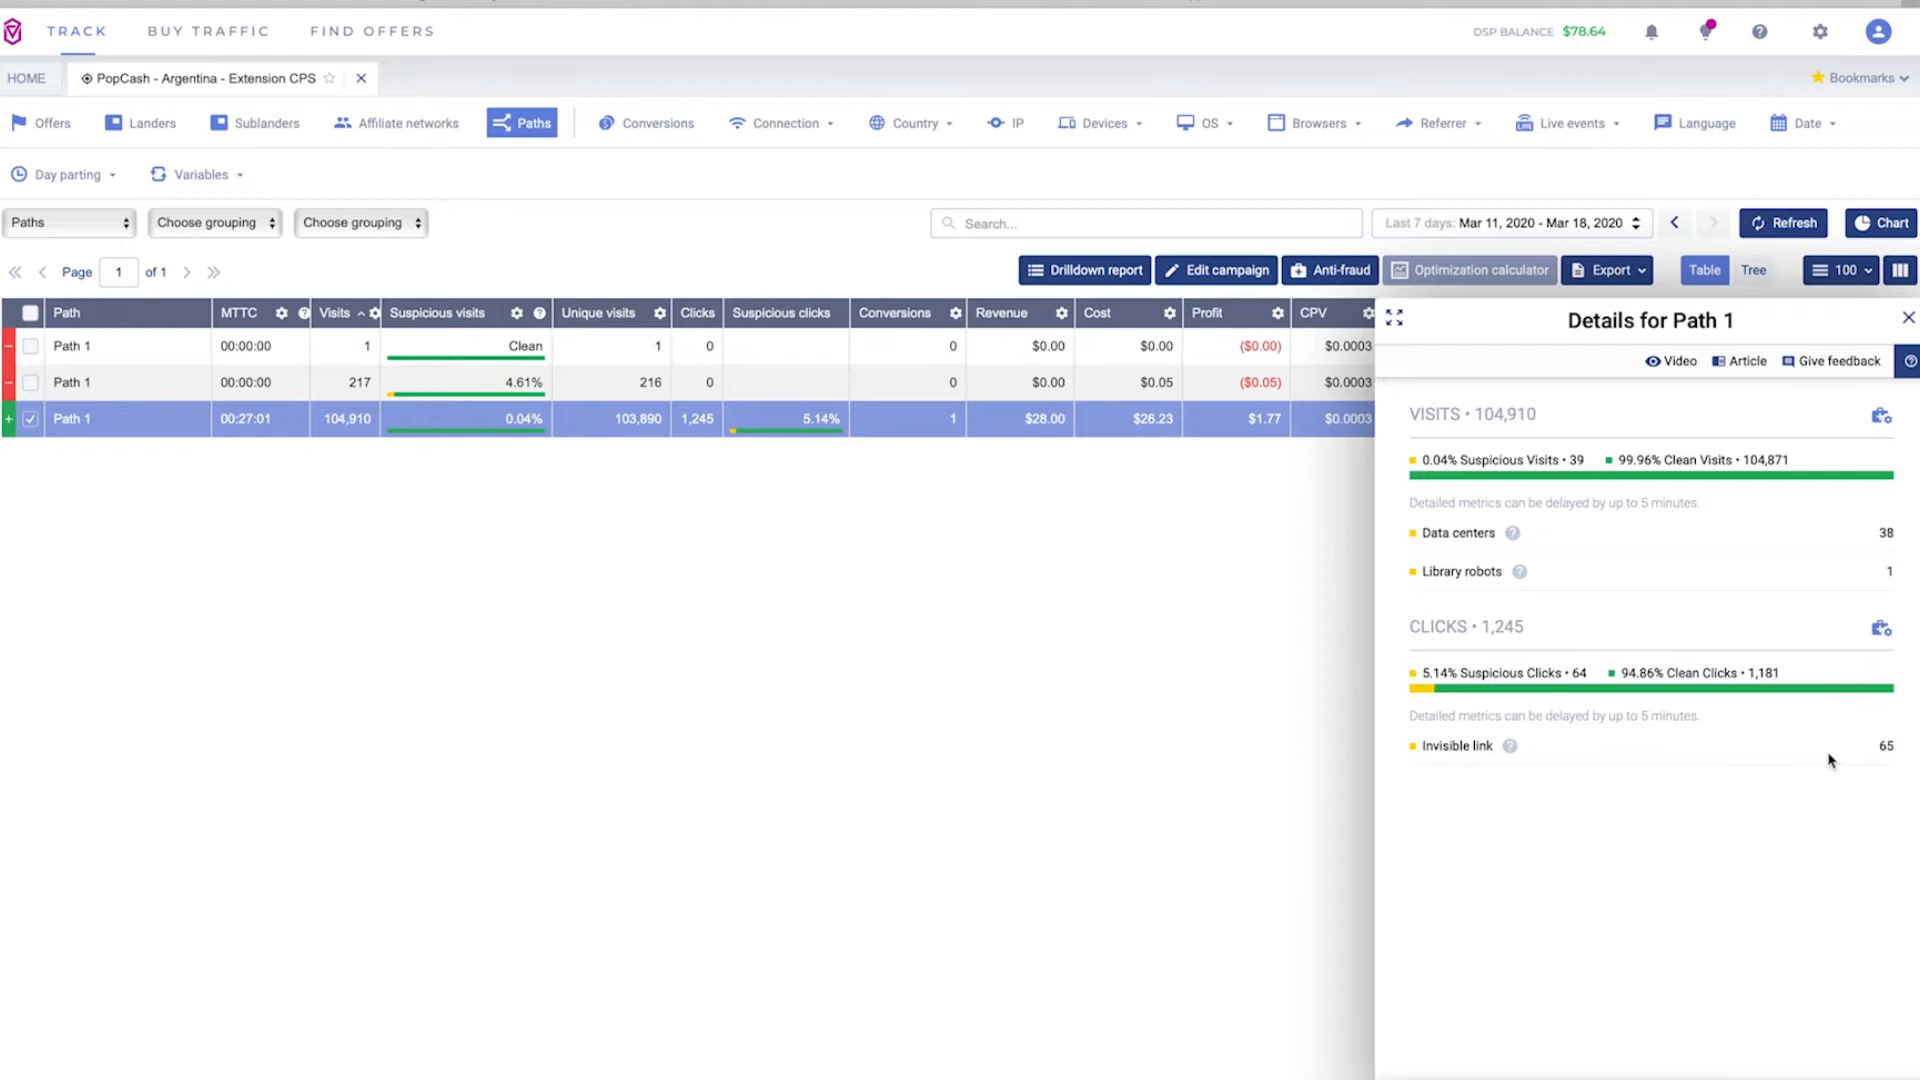 TRACK BUY TRAFFIC FIND OFFERS DSP BALANCE $78.64
HOME PopCash - Argentina - Extension CPS Bookmarks
Offers Landers Sublanders Affiliate networks Paths Conversions Connection Country IP Devices OS Browsers Referrer Live events Language Date
Day parting Variables
Paths Choose grouping Choose grouping Search... Last 7 days: Mar 11, 2020 - Mar 18, 2020 Refresh Chart
Page 1 of 1 Drilldown report Edit campaign Anti-fraud Optimization calculator Export Table Tree 100
Path MTTC Visits Suspicious visits Unique visits Clicks Suspicious clicks Conversions Revenue Cost Profit CPV
Path 1 00:00:00 1 Clean 1 0 0 $0.00 $0.00 ($0.00) $0.0003
Path 1 00:00:00 217 4.61% 216 0 0 $0.00 $0.05 ($0.05) $0.0003
Path 1 00:27:01 104,910 0.04% 103,890 1,245 5.14% 1 $28.00 $26.23 $1.77 $0.0003
Details for Path 1
Video Article Give feedback
VISITS • 104,910
0.04% Suspicious Visits • 39 99.96% Clean Visits • 104,871
Detailed metrics can be delayed by up to 5 minutes.
Data centers 38
Library robots 1
CLICKS • 1,245
5.14% Suspicious Clicks • 64 94.86% Clean Clicks • 1,181
Detailed metrics can be delayed by up to 5 minutes.
Invisible link 65